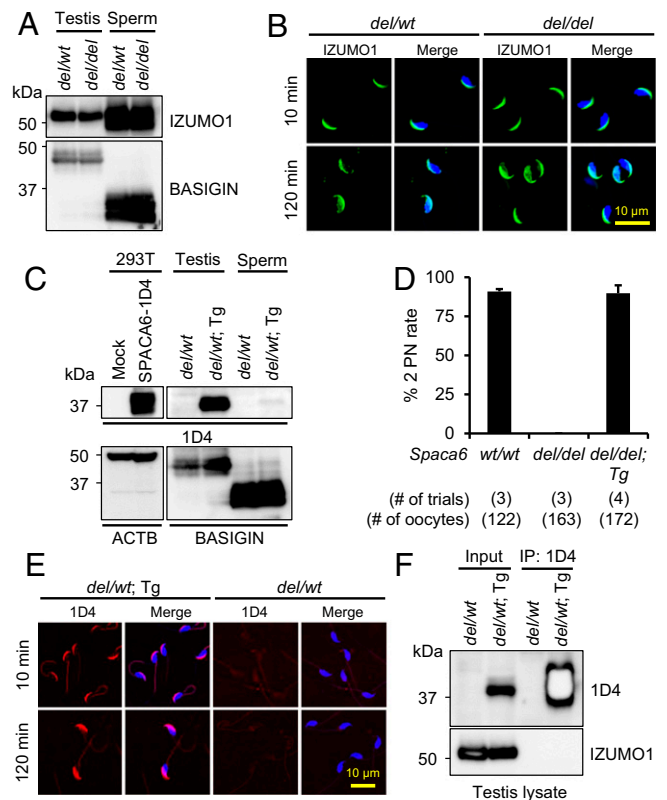 A
Testis Sperm
del/wt del/del del/wt del/del
kDa
50
IZUMO1
37
BASIGIN
B
del/wt del/del
IZUMO1 Merge IZUMO1 Merge
10 min
120 min
10 μm
C
293T Testis Sperm
Mock SPACA6-1D4 del/wt del/wt; Tg del/wt del/wt; Tg
kDa
37
1D4
50
37
ACTB BASIGIN
D
% 2 PN rate
100
75
50
25
0
Spaca6 wt/wt del/del del/del; Tg
(# of trials) (3) (3) (4)
(# of oocytes) (122) (163) (172)
E
del/wt; Tg del/wt
1D4 Merge 1D4 Merge
10 min
120 min
10 μm
F
Input IP: 1D4
del/wt del/wt; Tg del/wt del/wt; Tg
kDa
37
1D4
50
IZUMO1
Testis lysate